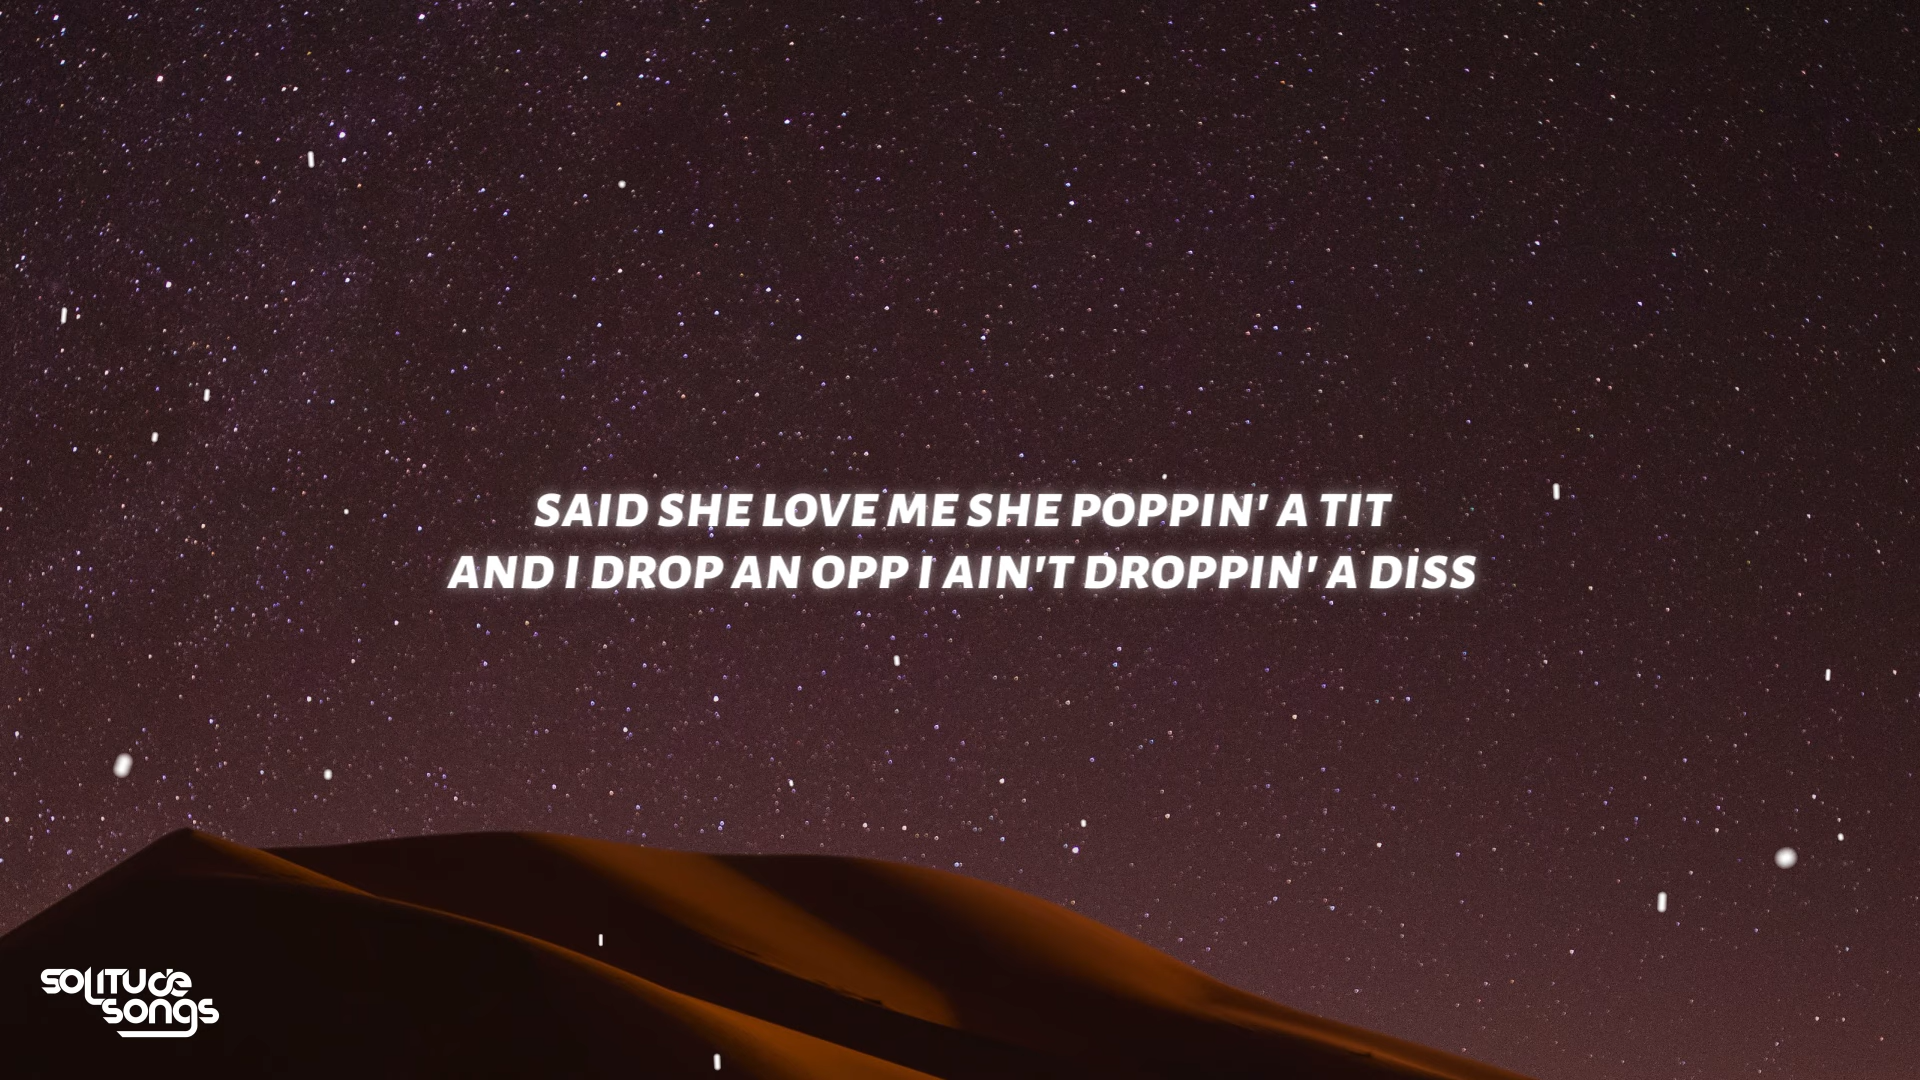 SAID SHE LOVE ME SHE POPPIN' A TIT
AND I DROP AN OPP I AIN'T DROPPIN' A DISS
solitude
songs